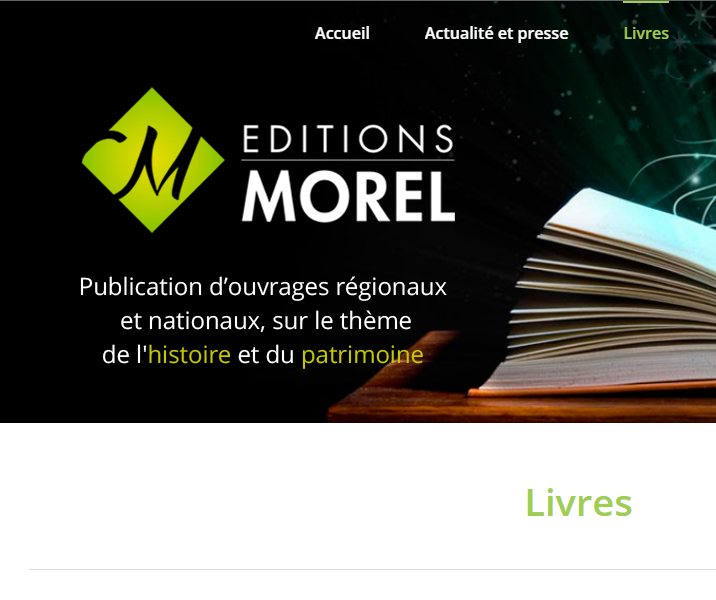 Accueil Actualité et presse Livres
M
EDITIONS
MOREL
Publication d’ouvrages régionaux
et nationaux, sur le thème
de l'histoire et du patrimoine
Livres